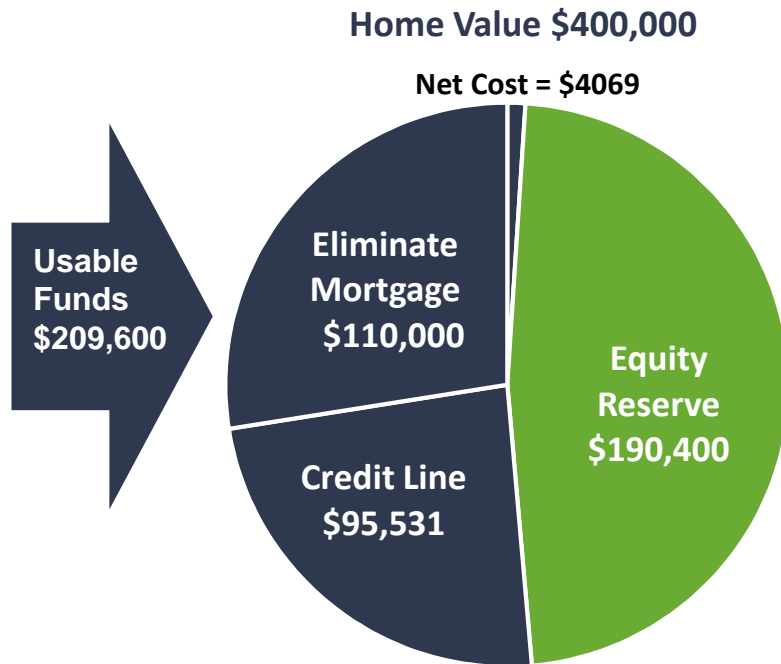 Home Value $400,000
Net Cost = $4069
Usable
Funds
$209,600
Eliminate
Mortgage
$110,000
Equity
Reserve
$190,400
Credit Line
$95,531